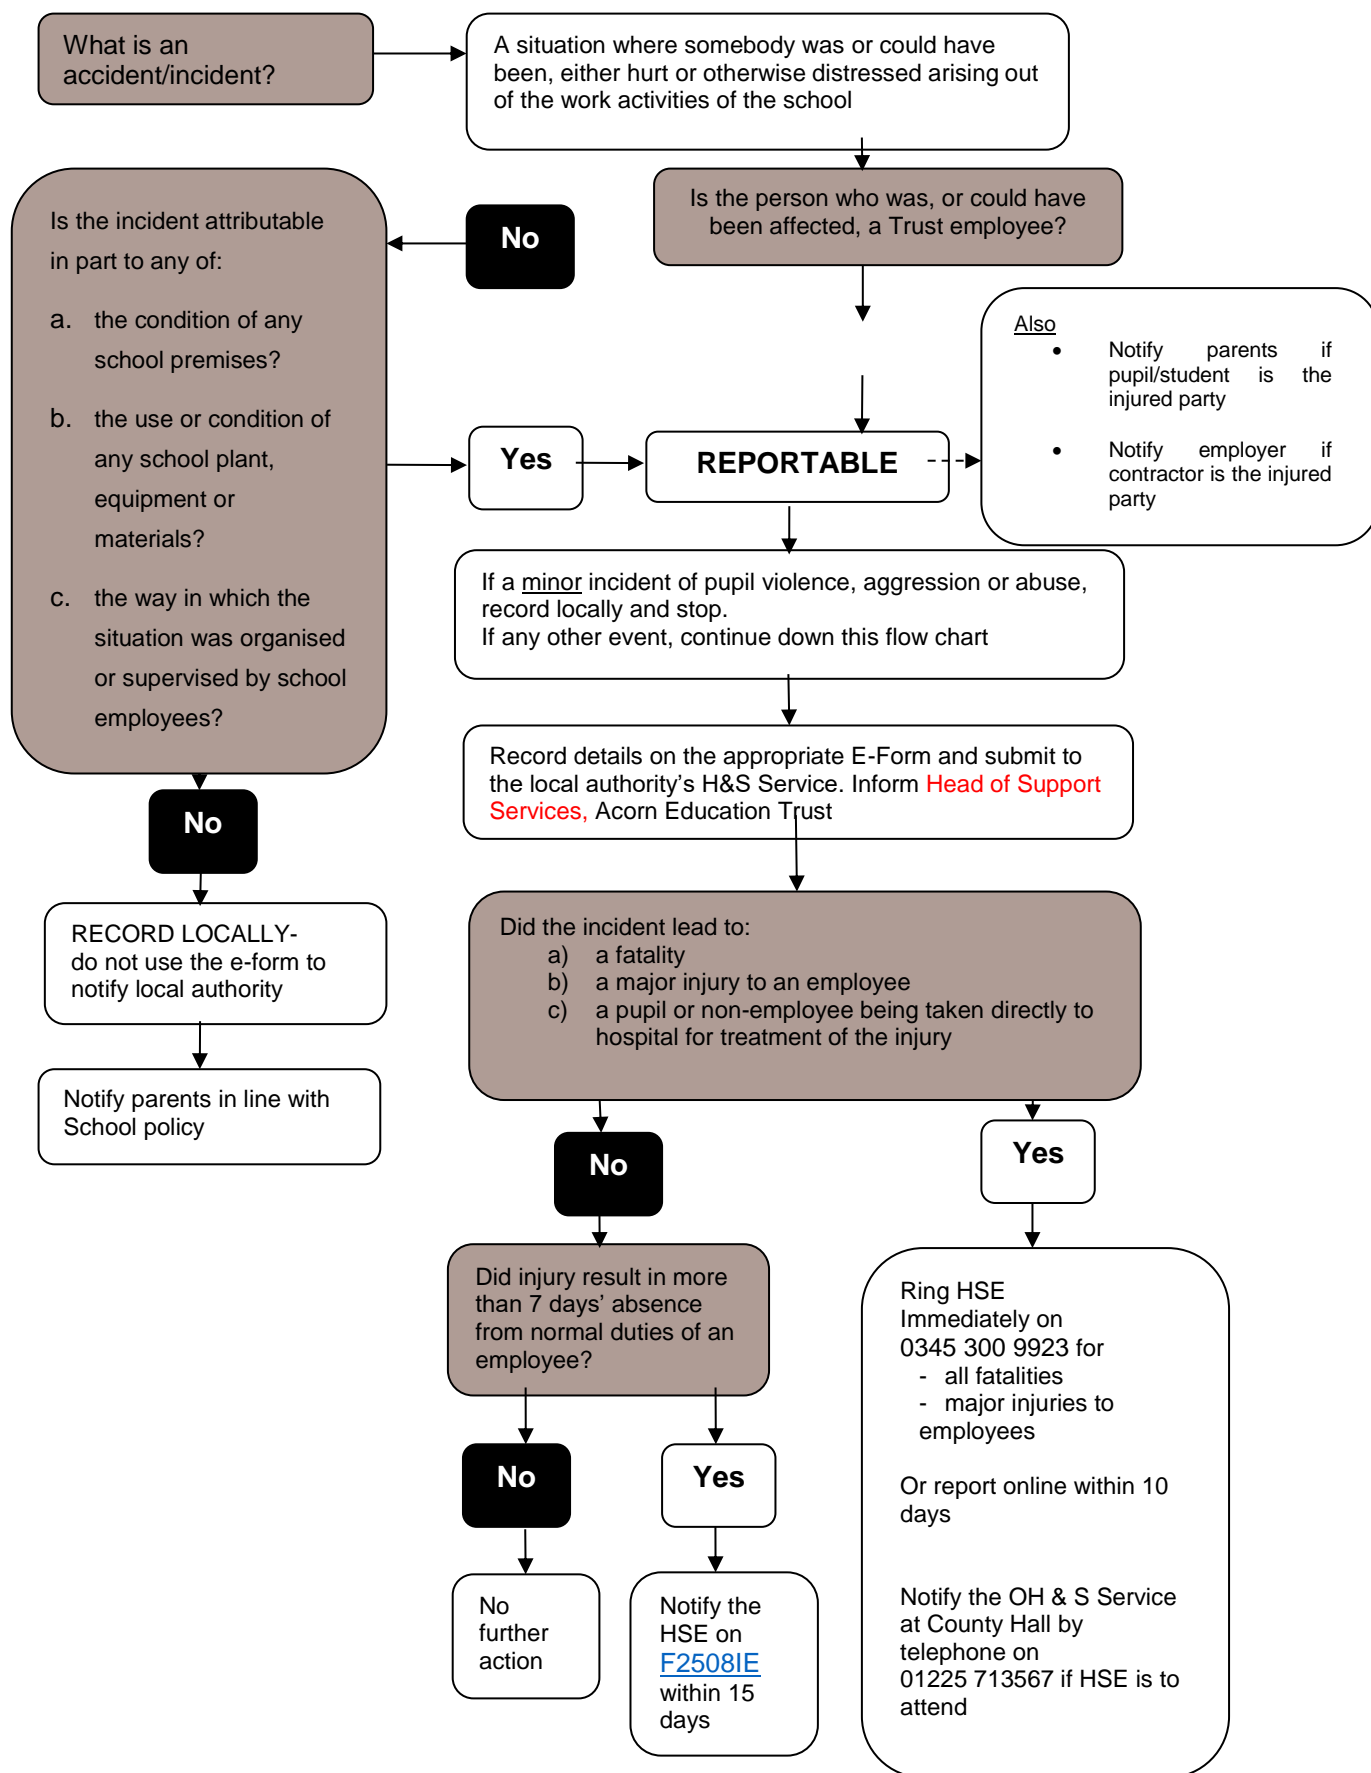 What is an
accident/incident?
A situation where somebody was or could have
been, either hurt or otherwise distressed arising out
of the work activities of the school
Is the person who was, or could have
been affected, a Trust employee?
No
Is the incident attributable
in part to any of:
a. the condition of any
school premises?
b. the use or condition of
any school plant,
equipment or
materials?
c. the way in which the
situation was organised
or supervised by school
employees?
Yes
REPORTABLE
Also
• Notify parents if
pupil/student is the
injured party
• Notify employer if
contractor is the injured
party
If a minor incident of pupil violence, aggression or abuse,
record locally and stop.
If any other event, continue down this flow chart
Record details on the appropriate E-Form and submit to
the local authority’s H&S Service. Inform Head of Support
Services, Acorn Education Trust
No
RECORD LOCALLY-
do not use the e-form to
notify local authority
Notify parents in line with
School policy
Did the incident lead to:
a) a fatality
b) a major injury to an employee
c) a pupil or non-employee being taken directly to
hospital for treatment of the injury
No
Yes
Did injury result in more
than 7 days’ absence
from normal duties of an
employee?
No
Yes
No
further
action
Notify the
HSE on
F2508IE
within 15
days
Ring HSE
Immediately on
0345 300 9923 for
- all fatalities
- major injuries to
employees
Or report online within 10
days
Notify the OH & S Service
at County Hall by
telephone on
01225 713567 if HSE is to
attend